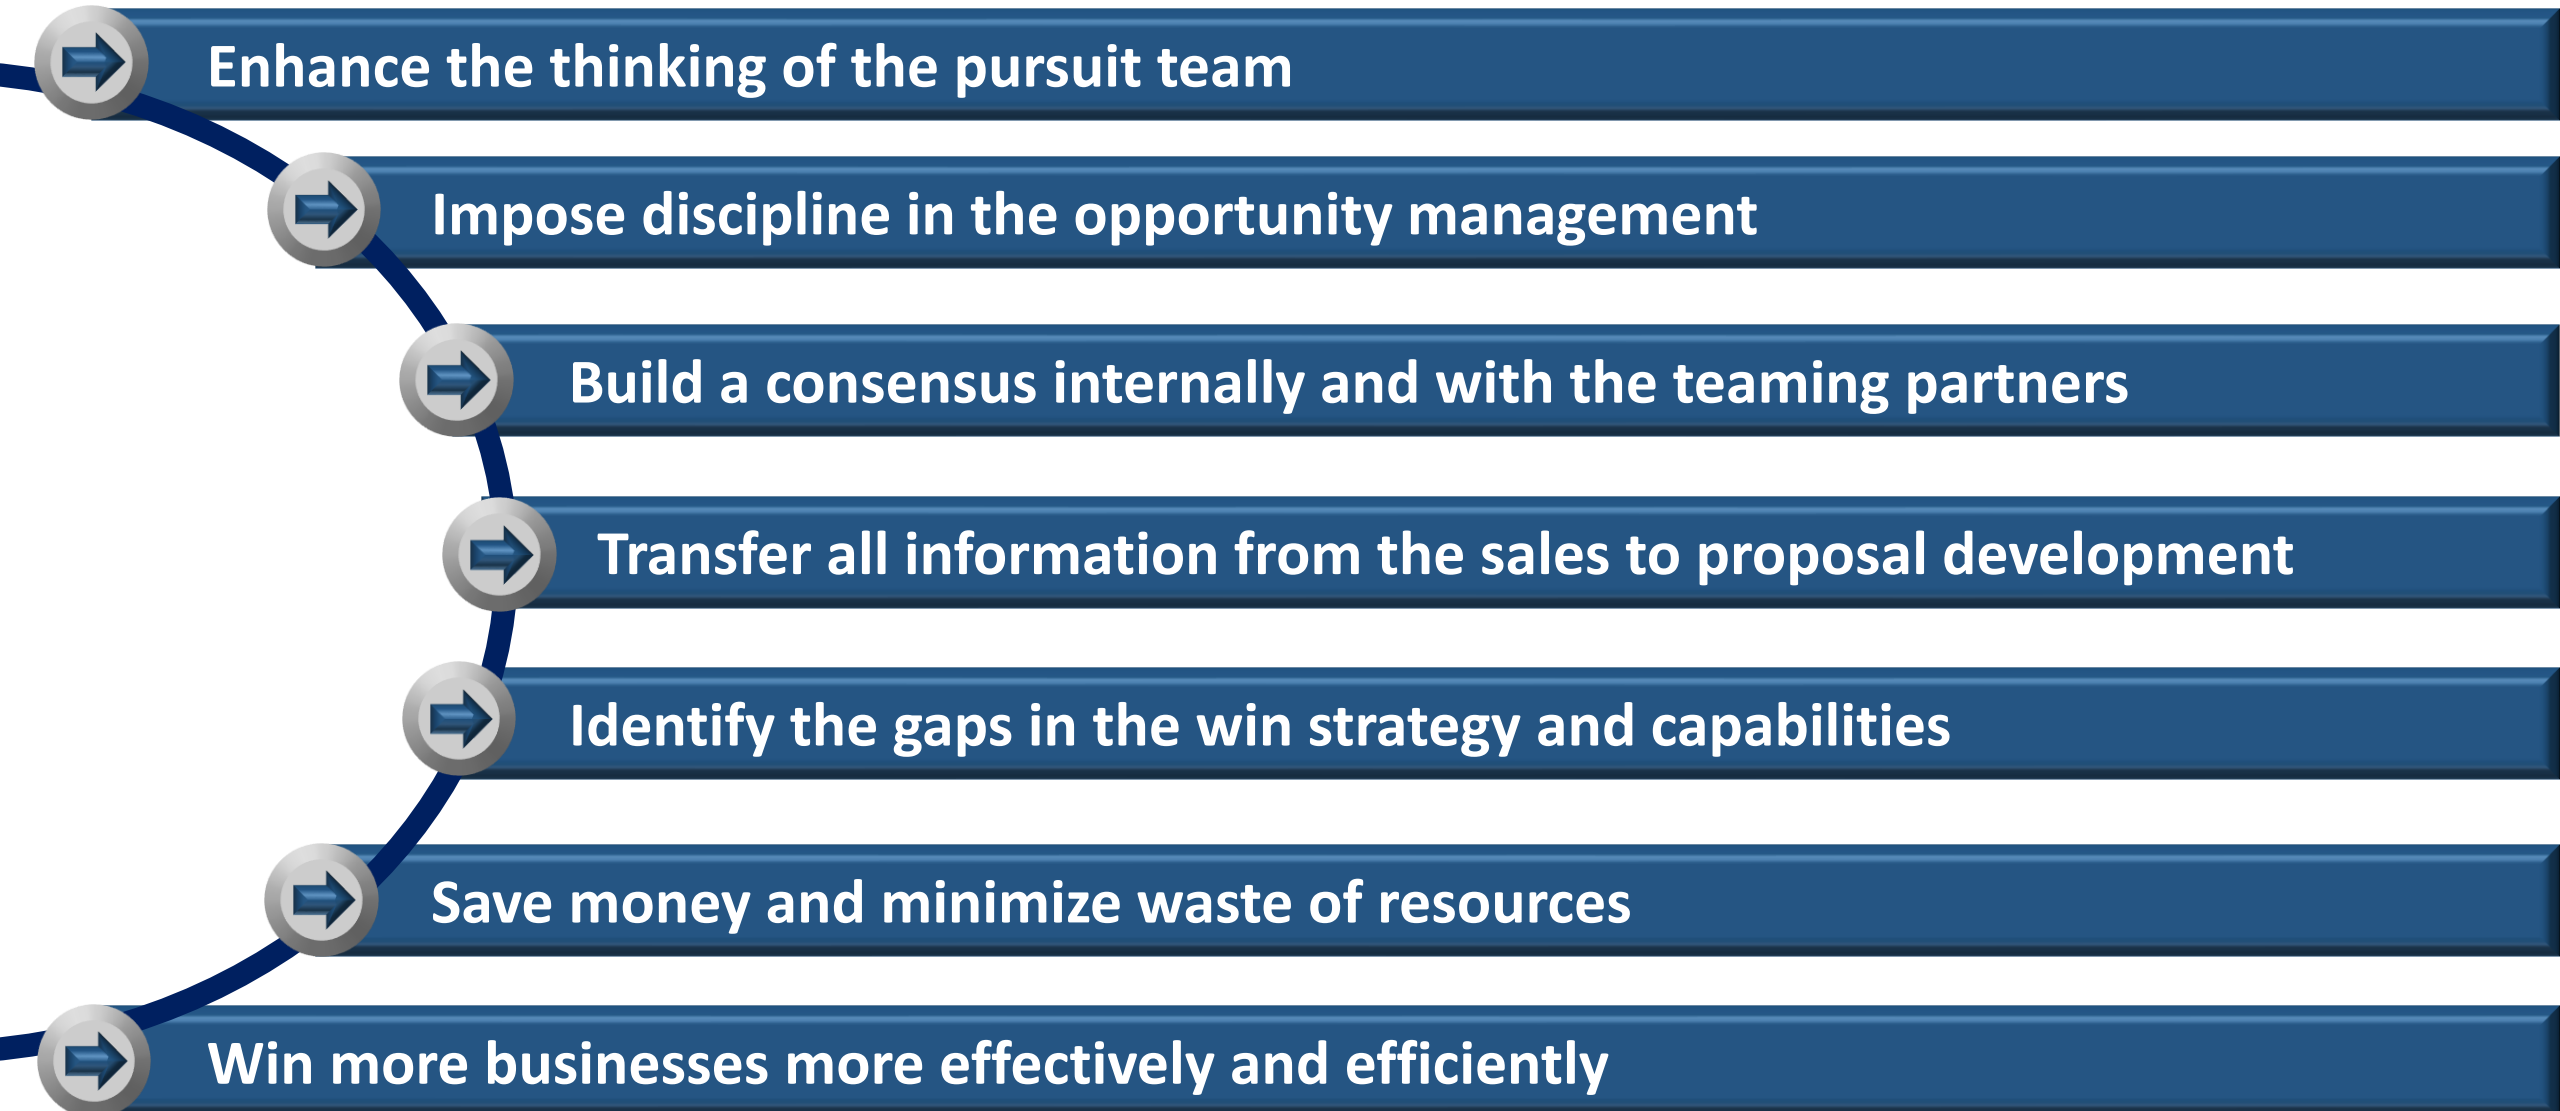 Enhance the thinking of the pursuit team
Impose discipline in the opportunity management
Build a consensus internally and with the teaming partners
Transfer all information from the sales to proposal development
Identify the gaps in the win strategy and capabilities
Save money and minimize waste of resources
Win more businesses more effectively and efficiently